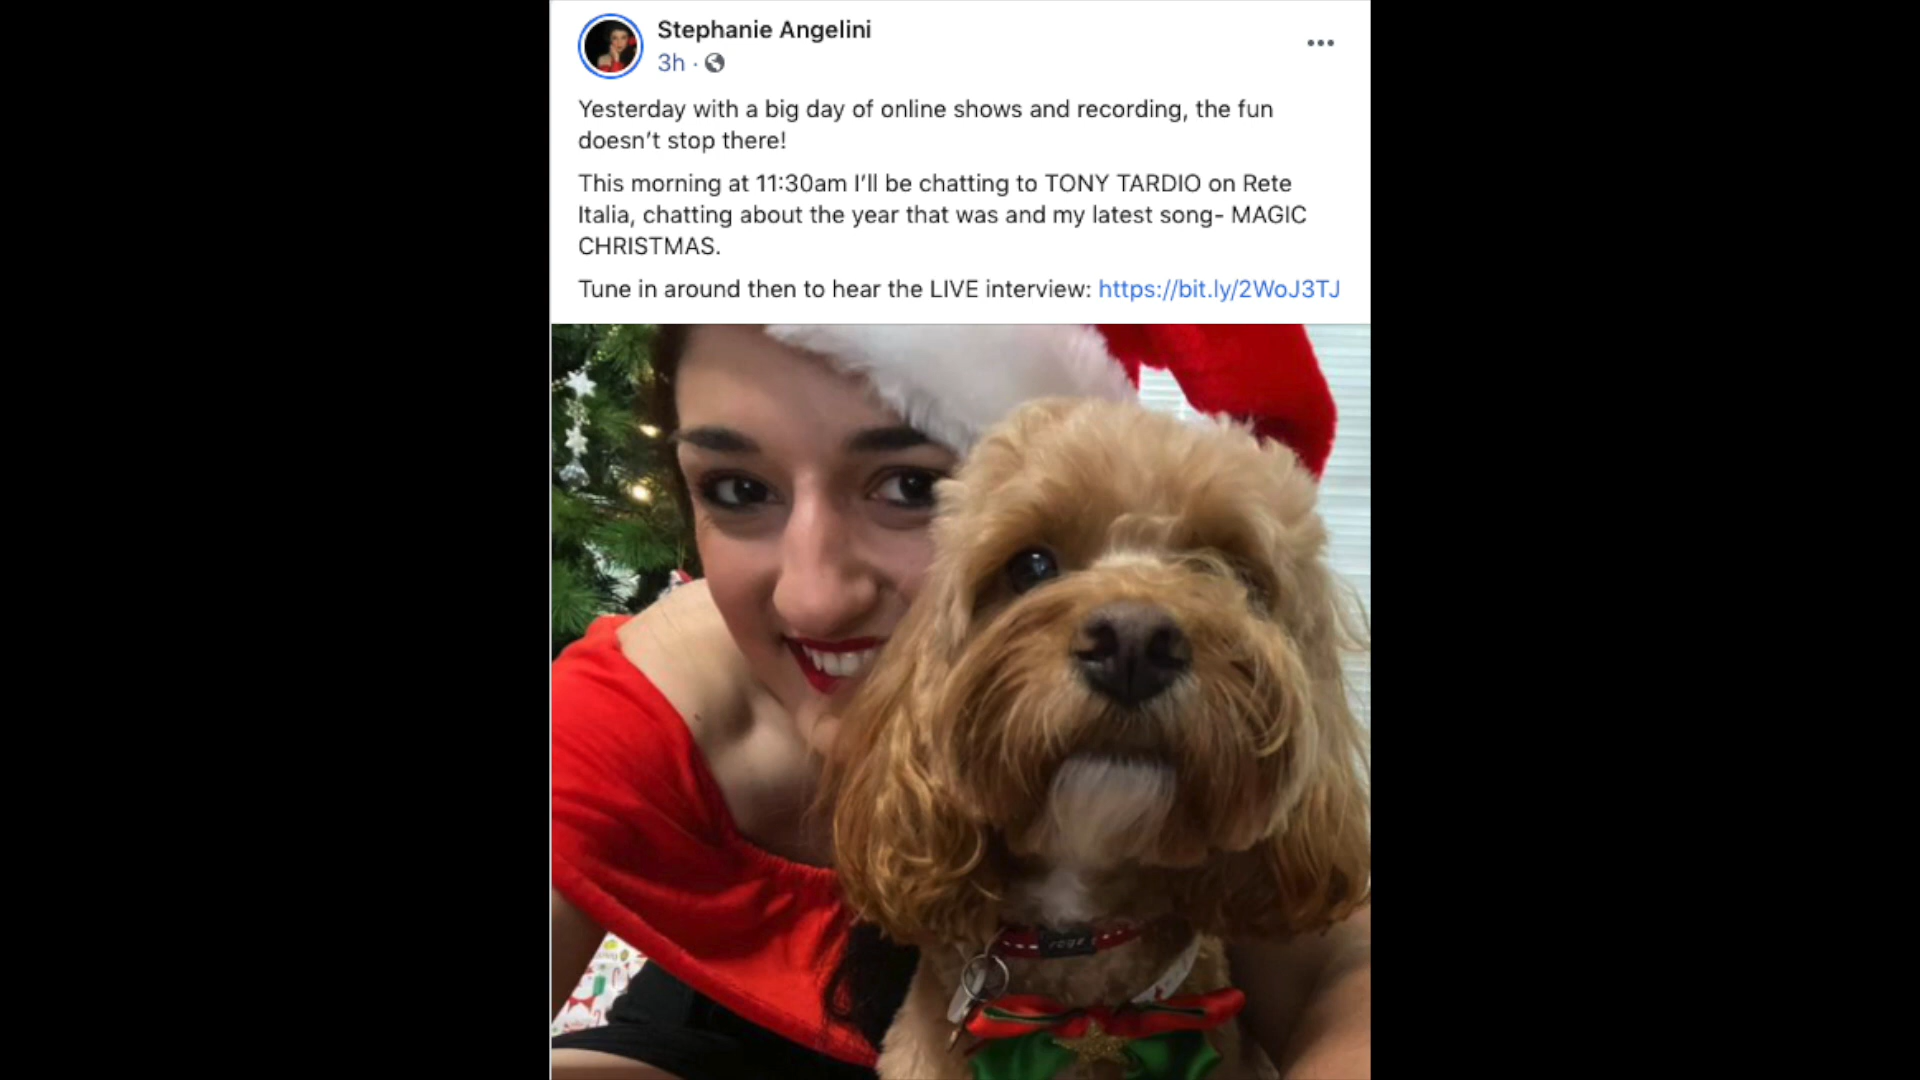 Stephanie Angelini
3h ·
Yesterday with a big day of online shows and recording, the fun
doesn’t stop there!
This morning at 11:30am I’ll be chatting to TONY TARDIO on Rete
Italia, chatting about the year that was and my latest song- MAGIC
CHRISTMAS.
Tune in around then to hear the LIVE interview: https://bit.ly/2WoJ3TJ
rogz